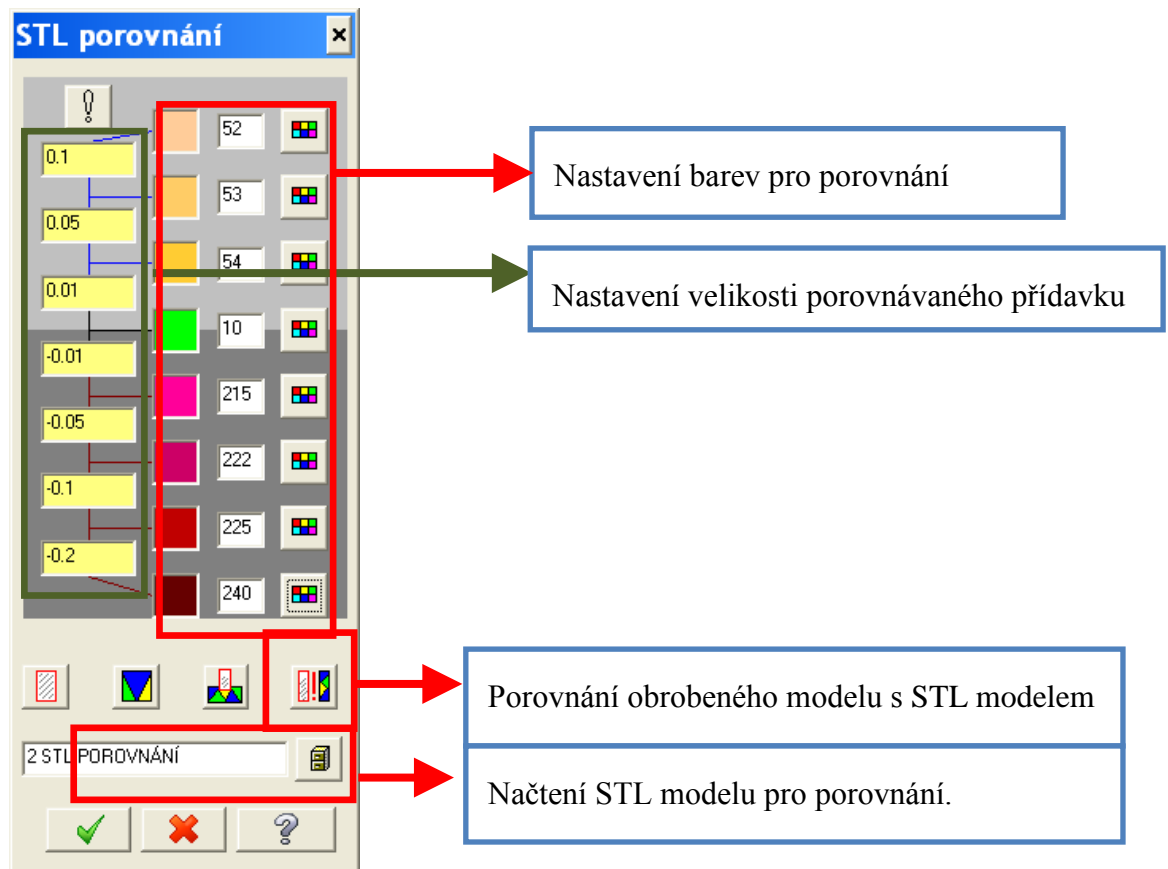 STL porovnání
52
0.1
53
0.05
54
0.01
10
-0.01
215
-0.05
222
-0.1
225
-0.2
240
2 STL POROVNÁNÍ
Nastavení barev pro porovnání
Nastavení velikosti porovnávaného přídavku
Porovnání obrobeného modelu s STL modelem
Načtení STL modelu pro porovnání.